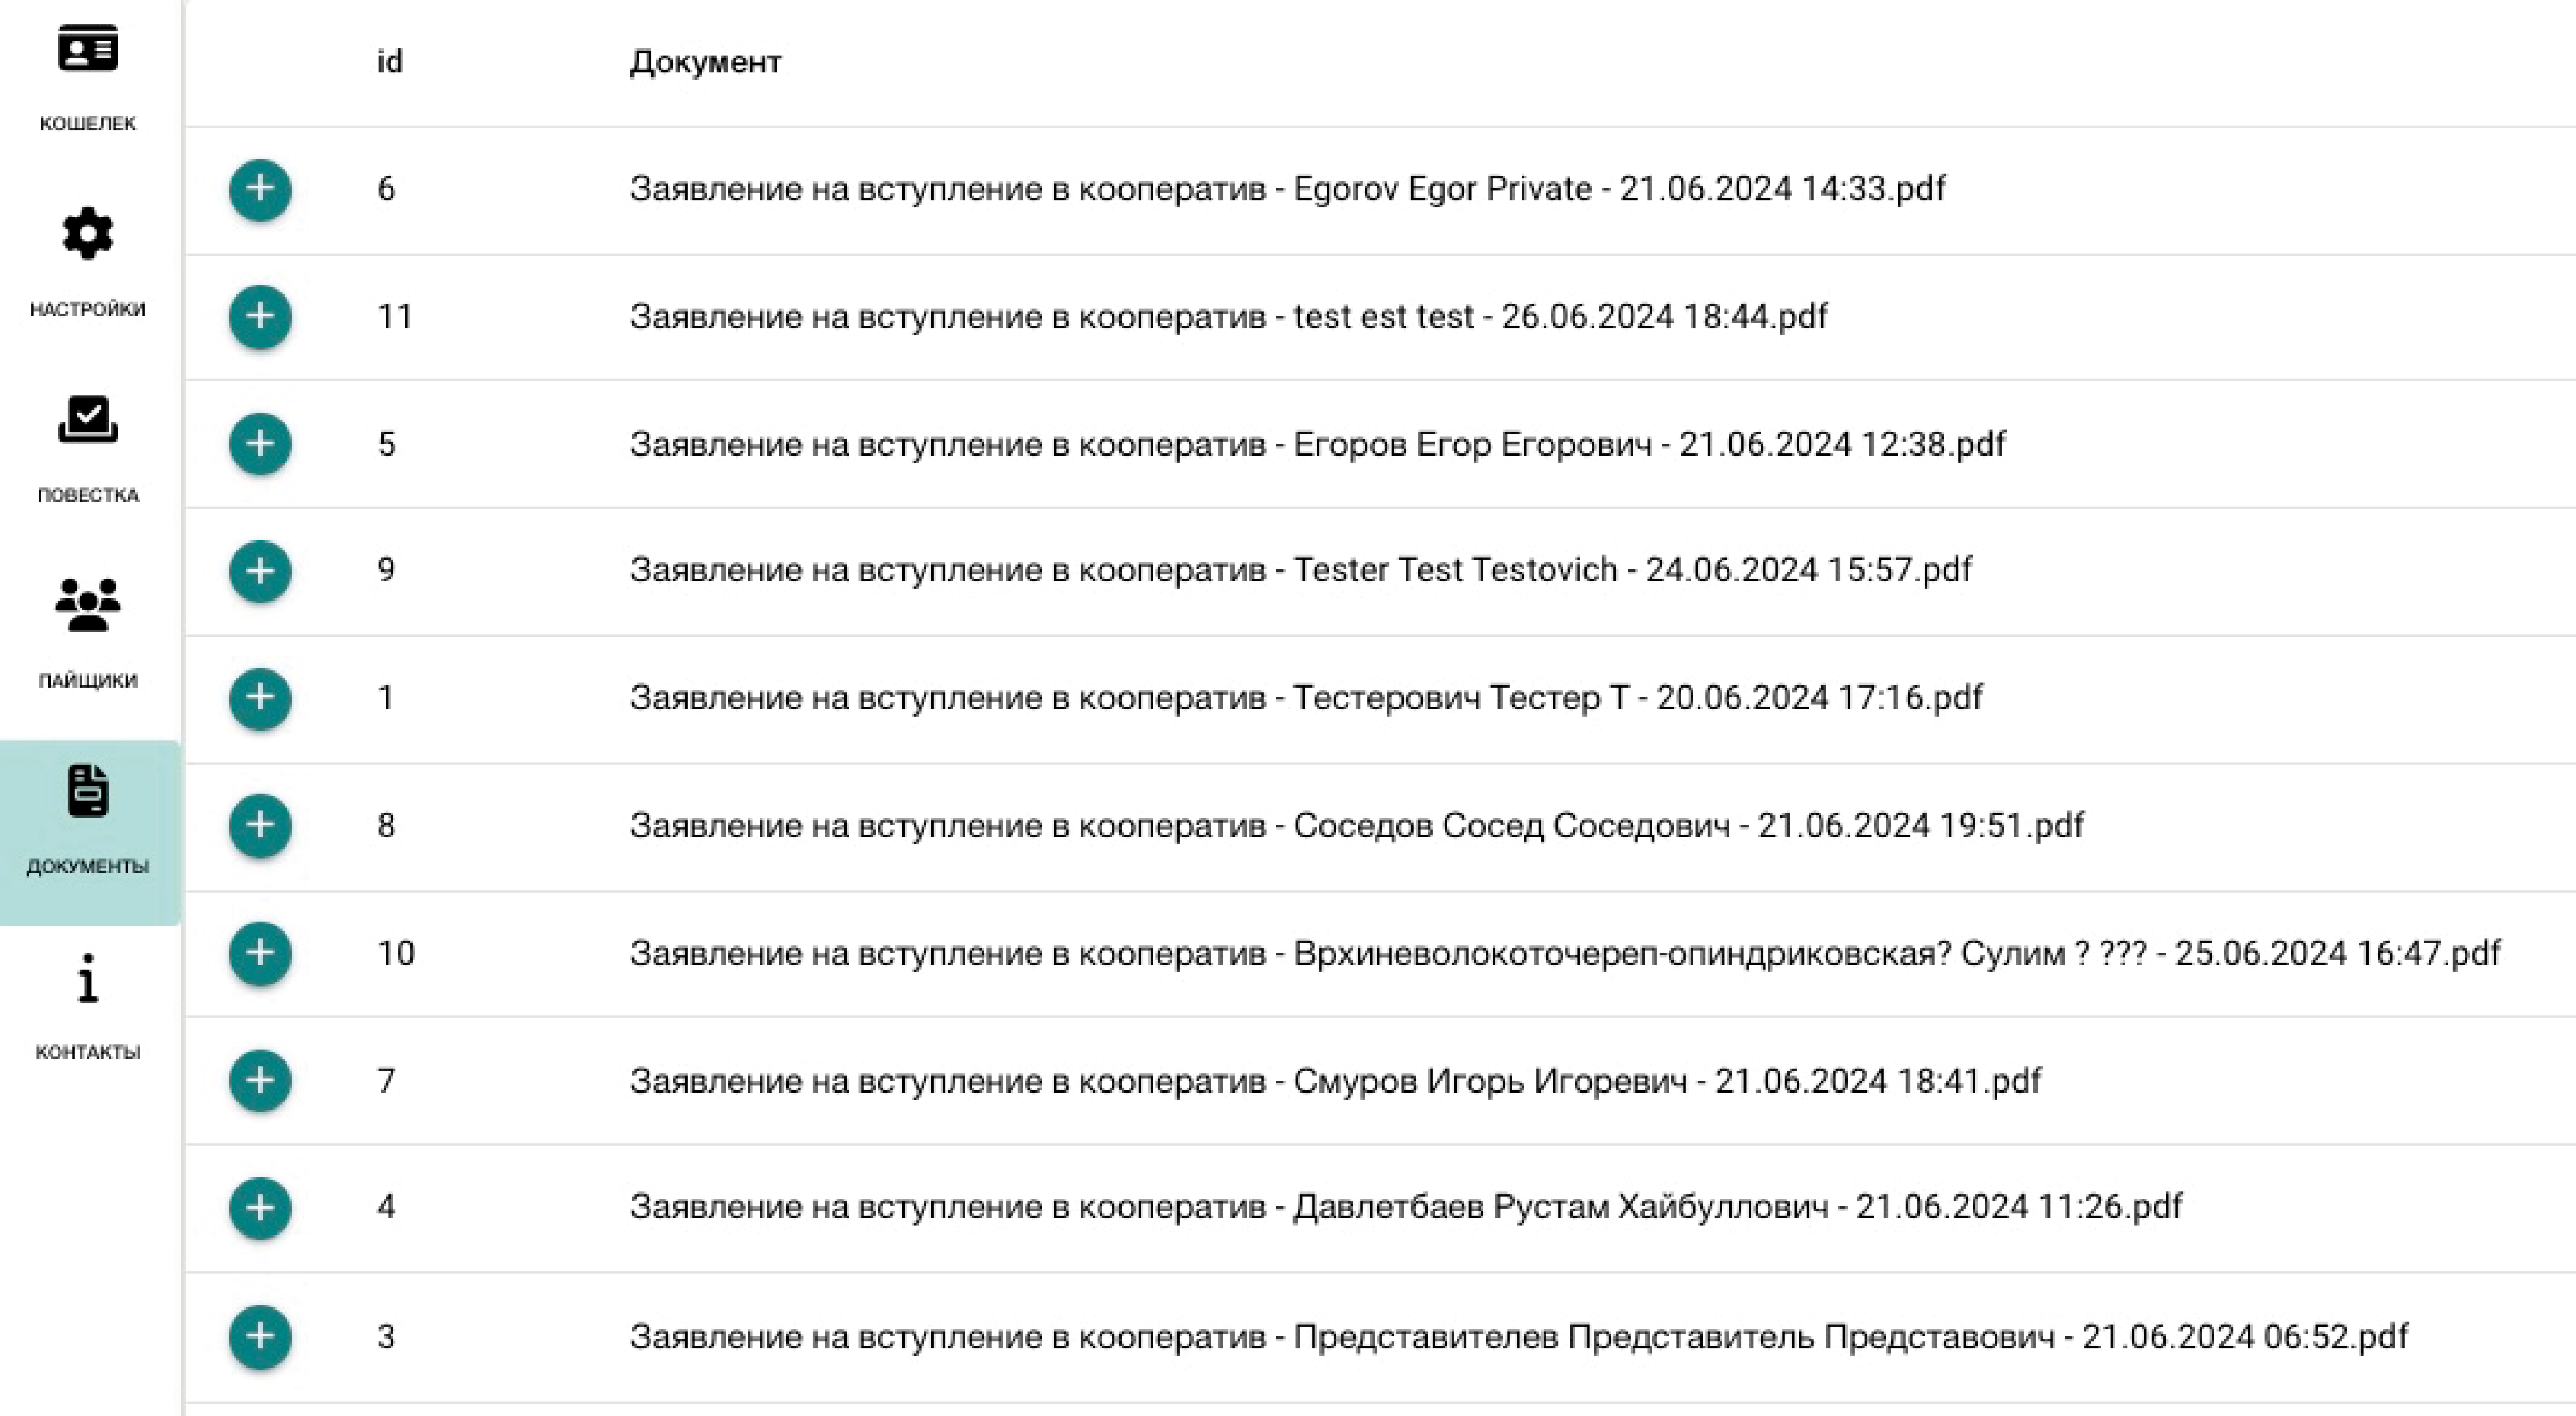 КОШЕЛЕК
НАСТРОЙКИ
ПОВЕСТКА
ПАЙЩИКИ
ДОКУМЕНТЫ
КОНТАКТЫ
id Документ
6 Заявление на вступление в кооператив - Egorov Egor Private - 21.06.2024 14:33.pdf
11 Заявление на вступление в кооператив - test est test - 26.06.2024 18:44.pdf
5 Заявление на вступление в кооператив - Егоров Егор Егорович - 21.06.2024 12:38.pdf
9 Заявление на вступление в кооператив - Tester Test Testovich - 24.06.2024 15:57.pdf
1 Заявление на вступление в кооператив - Тестерович Тестер Т - 20.06.2024 17:16.pdf
8 Заявление на вступление в кооператив - Соседов Сосед Соседович - 21.06.2024 19:51.pdf
10 Заявление на вступление в кооператив - Врхиневолокоточереп-опиндриковская? Сулим ? ??? - 25.06.2024 16:47.pdf
7 Заявление на вступление в кооператив - Смуров Игорь Игоревич - 21.06.2024 18:41.pdf
4 Заявление на вступление в кооператив - Давлетбаев Рустам Хайбуллович - 21.06.2024 11:26.pdf
3 Заявление на вступление в кооператив - Представителев Представитель Представович - 21.06.2024 06:52.pdf